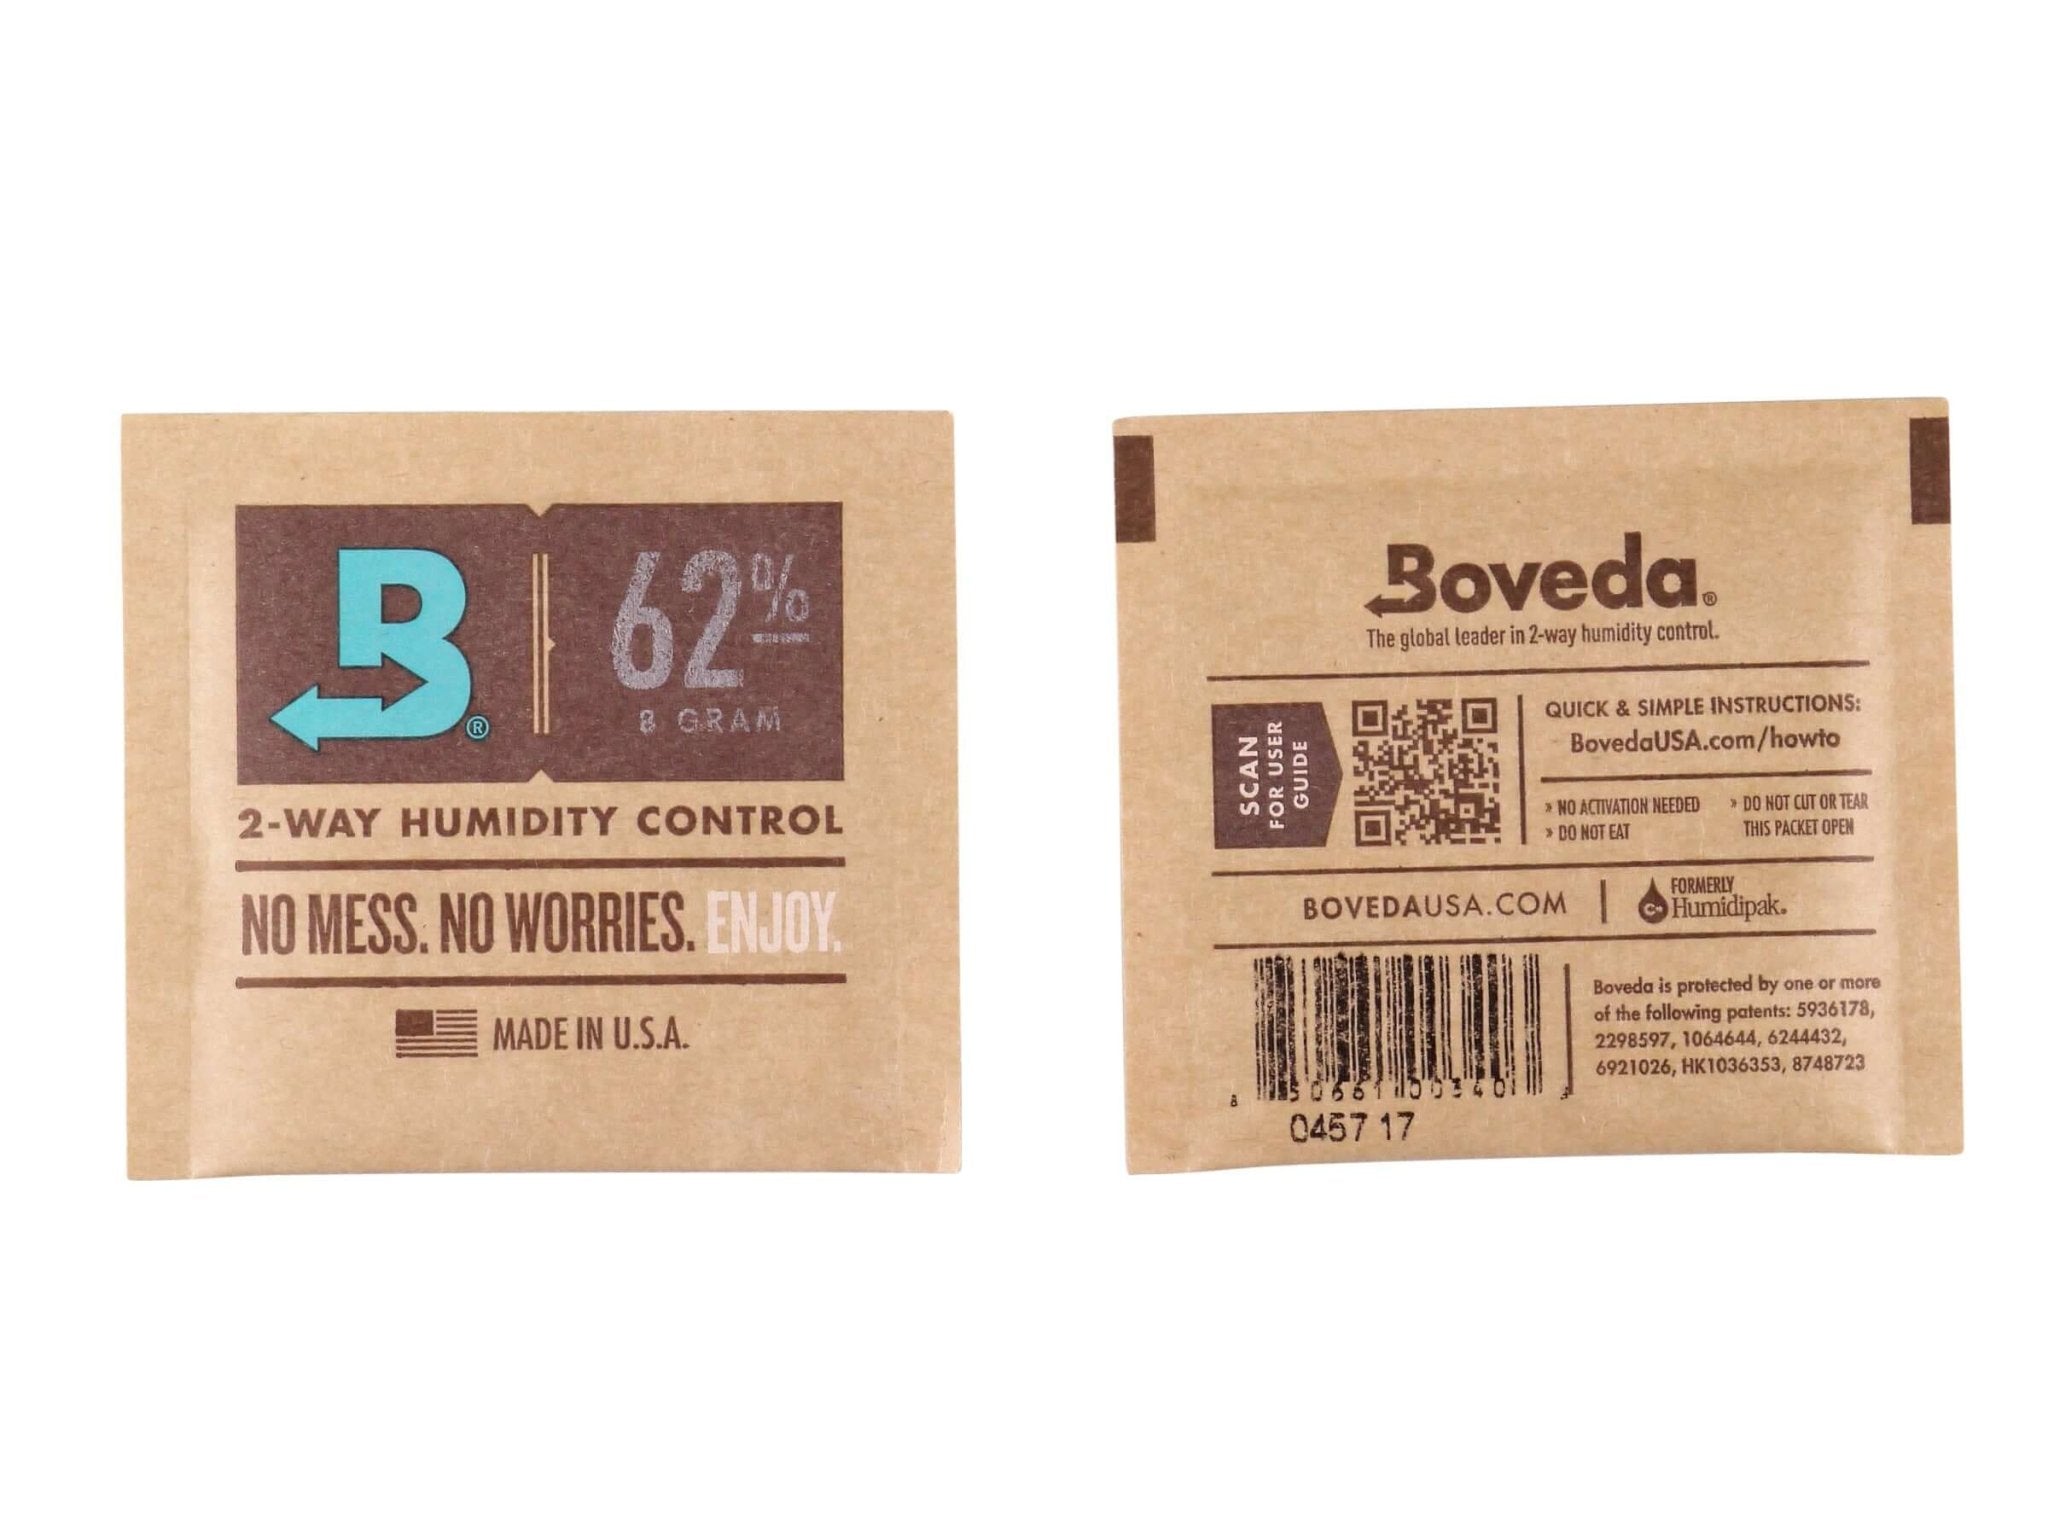 B®
62%
8 GRAM
2-WAY HUMIDITY CONTROL
NO MESS. NO WORRIES. ENJOY.
MADE IN U.S.A.
Boveda®
The global leader in 2-way humidity control.
SCAN
FOR USER
GUIDE
QUICK & SIMPLE INSTRUCTIONS:
BovedaUSA.com/howto
» NO ACTIVATION NEEDED
» DO NOT EAT
» DO NOT CUT OR TEAR
THIS PACKET OPEN
BOVEDAUSA.COM
FORMERLY
Humidipak.
Boveda is protected by one or more
of the following patents: 5936178,
2298597, 1064644, 6244432,
6921026, HK1036353, 8748723
0457 17